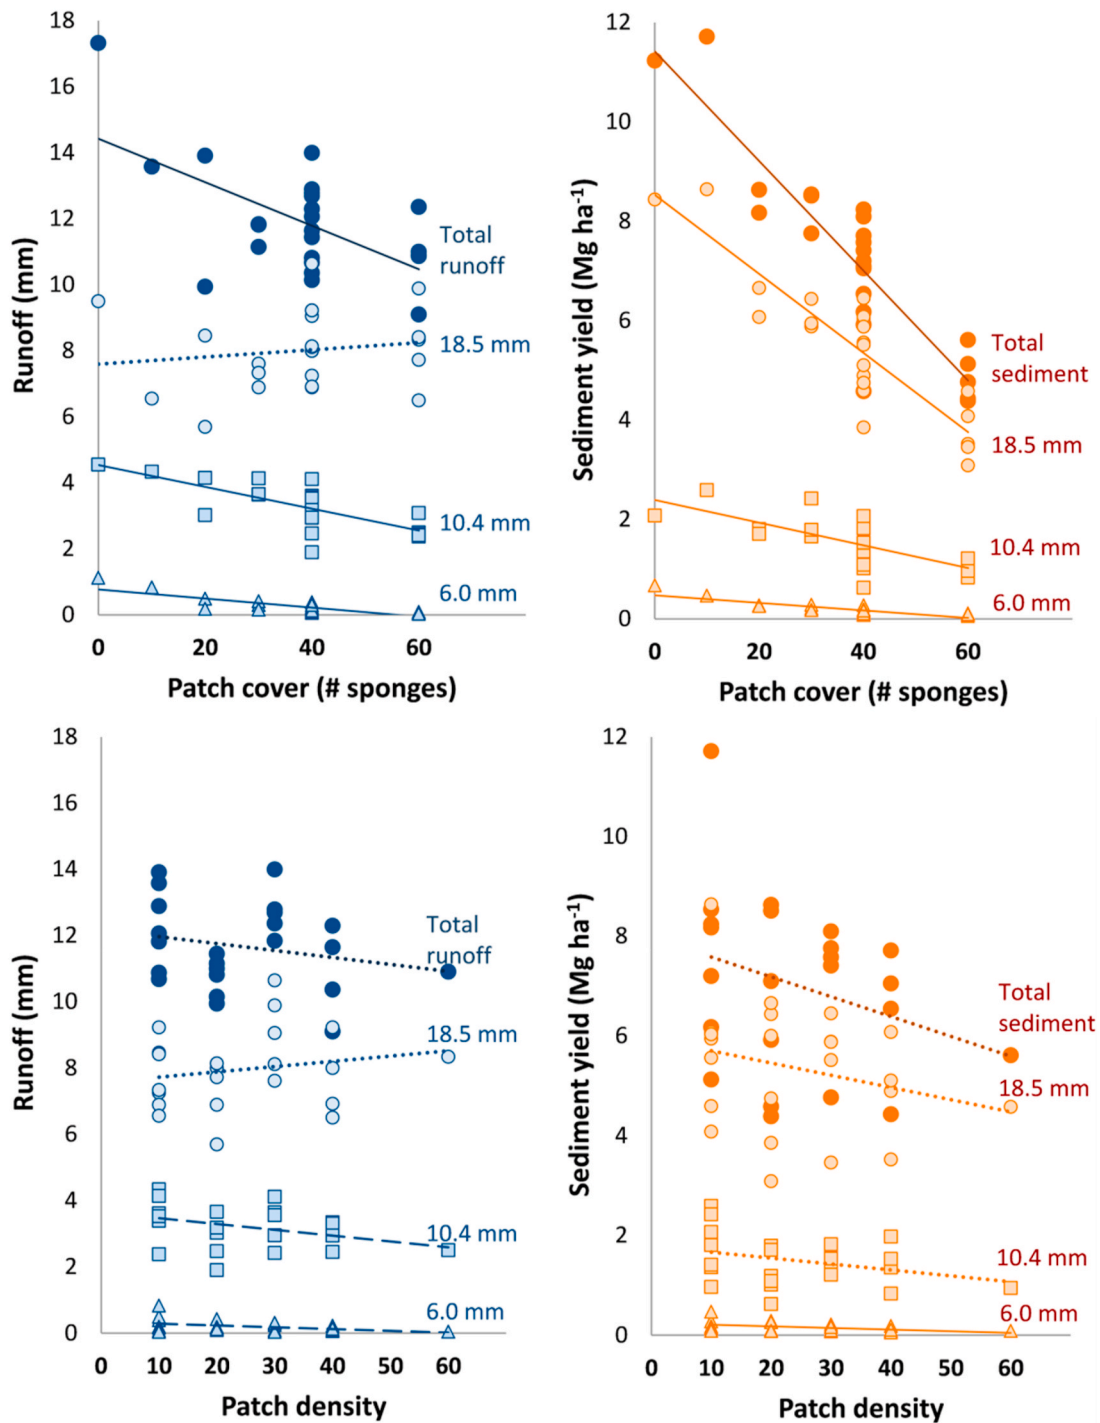 18
16
14
12
10
8
6
4
2
0
Runoff (mm)
Total
runoff
18.5 mm
10.4 mm
6.0 mm
0 20 40 60
Patch cover (# sponges)
12
10
8
6
4
2
0
Sediment yield (Mg ha⁻¹)
Total
sediment
18.5 mm
10.4 mm
6.0 mm
0 20 40 60
Patch cover (# sponges)
18
16
14
12
10
8
6
4
2
0
Runoff (mm)
Total
runoff
18.5 mm
10.4 mm
6.0 mm
0 10 20 30 40 50 60
Patch density
12
10
8
6
4
2
0
Sediment yield (Mg ha⁻¹)
Total
sediment
18.5 mm
10.4 mm
6.0 mm
0 10 20 30 40 50 60
Patch density